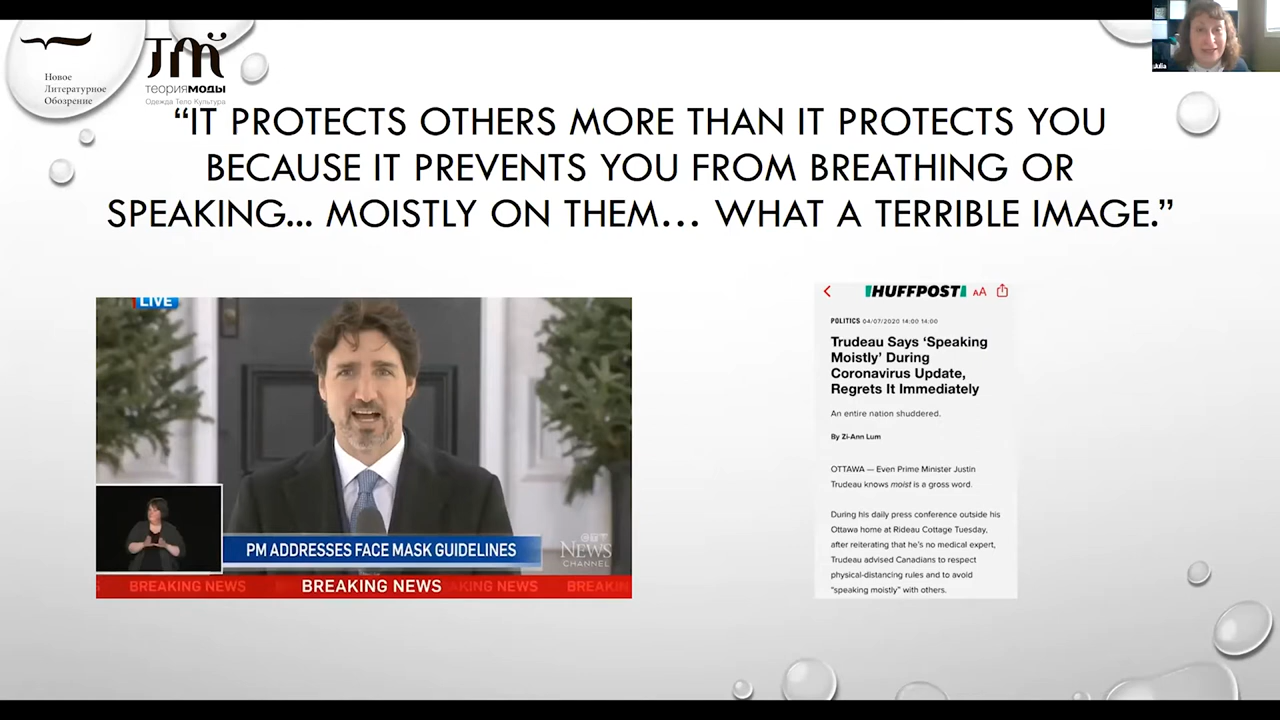 Новое
Литературное
Обозрение
ТМ
теория моды
Одежда Тело Культура
“IT PROTECTS OTHERS MORE THAN IT PROTECTS YOU
BECAUSE IT PREVENTS YOU FROM BREATHING OR
SPEAKING... MOISTLY ON THEM... WHAT A TERRIBLE IMAGE.”
LIVE
PM ADDRESSES FACE MASK GUIDELINES
CTV
NEWS
CHANNEL
BREAKING NEWS BREAKING NEWS AKING NEWS BREAKIN
HUFFPOST AA
POLITICS 04/07/2020 14:00 14:00
Trudeau Says ‘Speaking
Moistly’ During
Coronavirus Update,
Regrets It Immediately
An entire nation shuddered.
By Zi-Ann Lum
OTTAWA — Even Prime Minister Justin
Trudeau knows moist is a gross word.
During his daily press conference outside his
Ottawa home at Rideau Cottage Tuesday,
after reiterating that he’s no medical expert,
Trudeau advised Canadians to respect
physical-distancing rules and to avoid
“speaking moistly” with others.